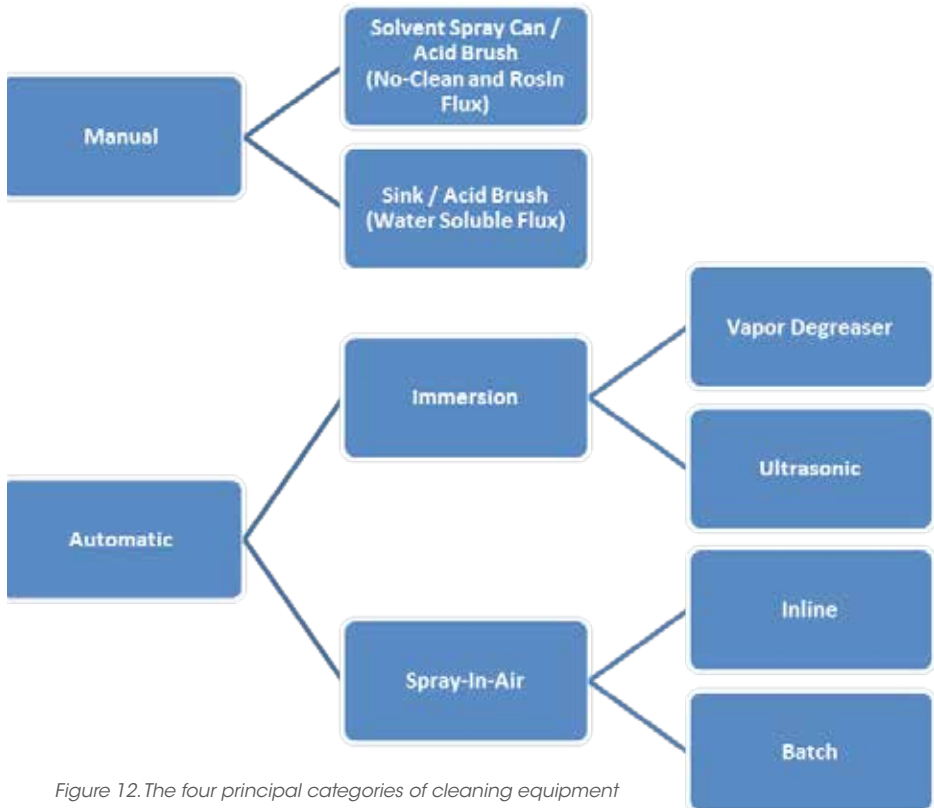 Solvent Spray Can /
Acid Brush
(No-Clean and Rosin
Flux)
Manual
Sink / Acid Brush
(Water Soluble Flux)
Vapor Degreaser
Immersion
Ultrasonic
Automatic
Inline
Spray-In-Air
Batch
Figure 12. The four principal categories of cleaning equipment